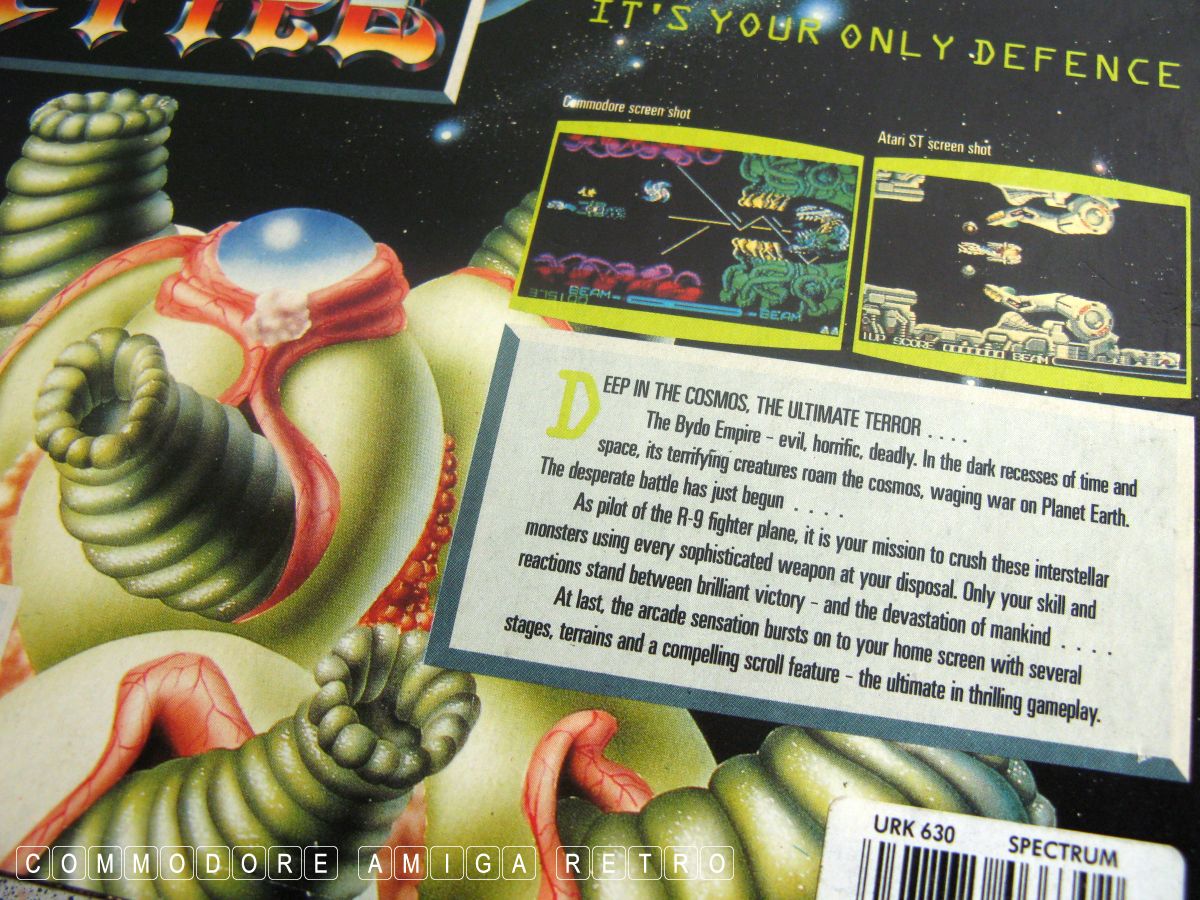 IT'S YOUR ONLY DEFENCE
Commodore screen shot
Atari ST screen shot
BEAM
BEAM
1UP SCORE 0000000 BEAM
DEEP IN THE COSMOS, THE ULTIMATE TERROR . . . .
The Bydo Empire - evil, horrific, deadly. In the dark recesses of time and
space, its terrifying creatures roam the cosmos, waging war on Planet Earth.
The desperate battle has just begun . . . .
As pilot of the R-9 fighter plane, it is your mission to crush these interstellar
monsters using every sophisticated weapon at your disposal. Only your skill and
reactions stand between brilliant victory - and the devastation of mankind . . . .
At last, the arcade sensation bursts on to your home screen with several
stages, terrains and a compelling scroll feature - the ultimate in thrilling gameplay.
URK 630 SPECTRUM
COMMODORE AMIGA RETRO